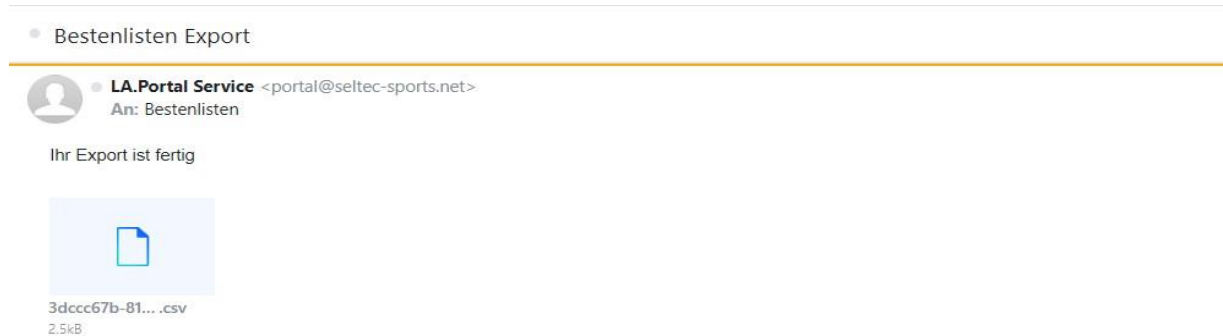 Bestenlisten Export
LA.Portal Service <portal@seltec-sports.net>
An: Bestenlisten
Ihr Export ist fertig
3dccc67b-81... .csv
2.5kB